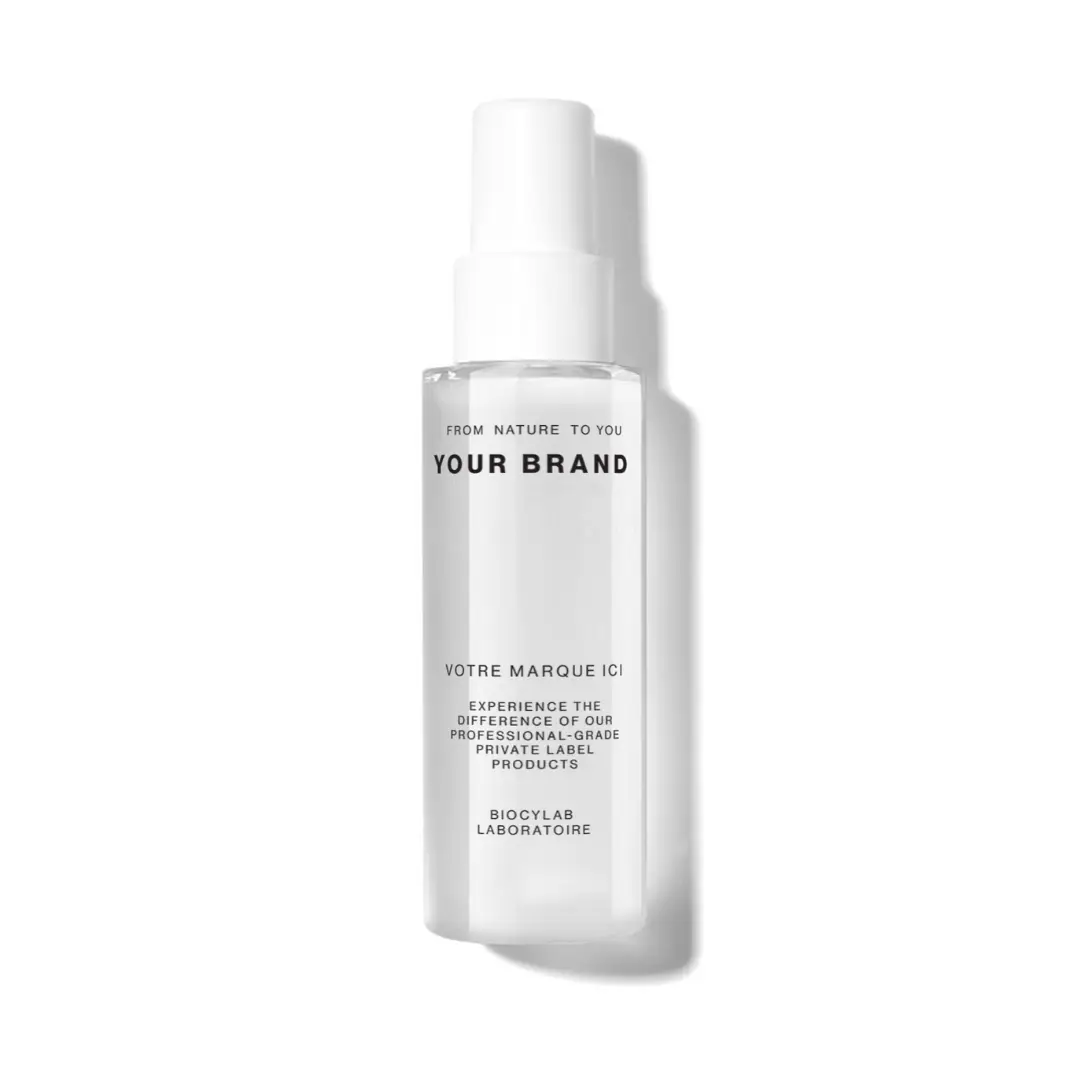 FROM NATURE TO YOU
YOUR BRAND
VOTRE MARQUE ICI
EXPERIENCE THE
DIFFERENCE OF OUR
PROFESSIONAL-GRADE
PRIVATE LABEL
PRODUCTS
BIOCYLAB
LABORATOIRE